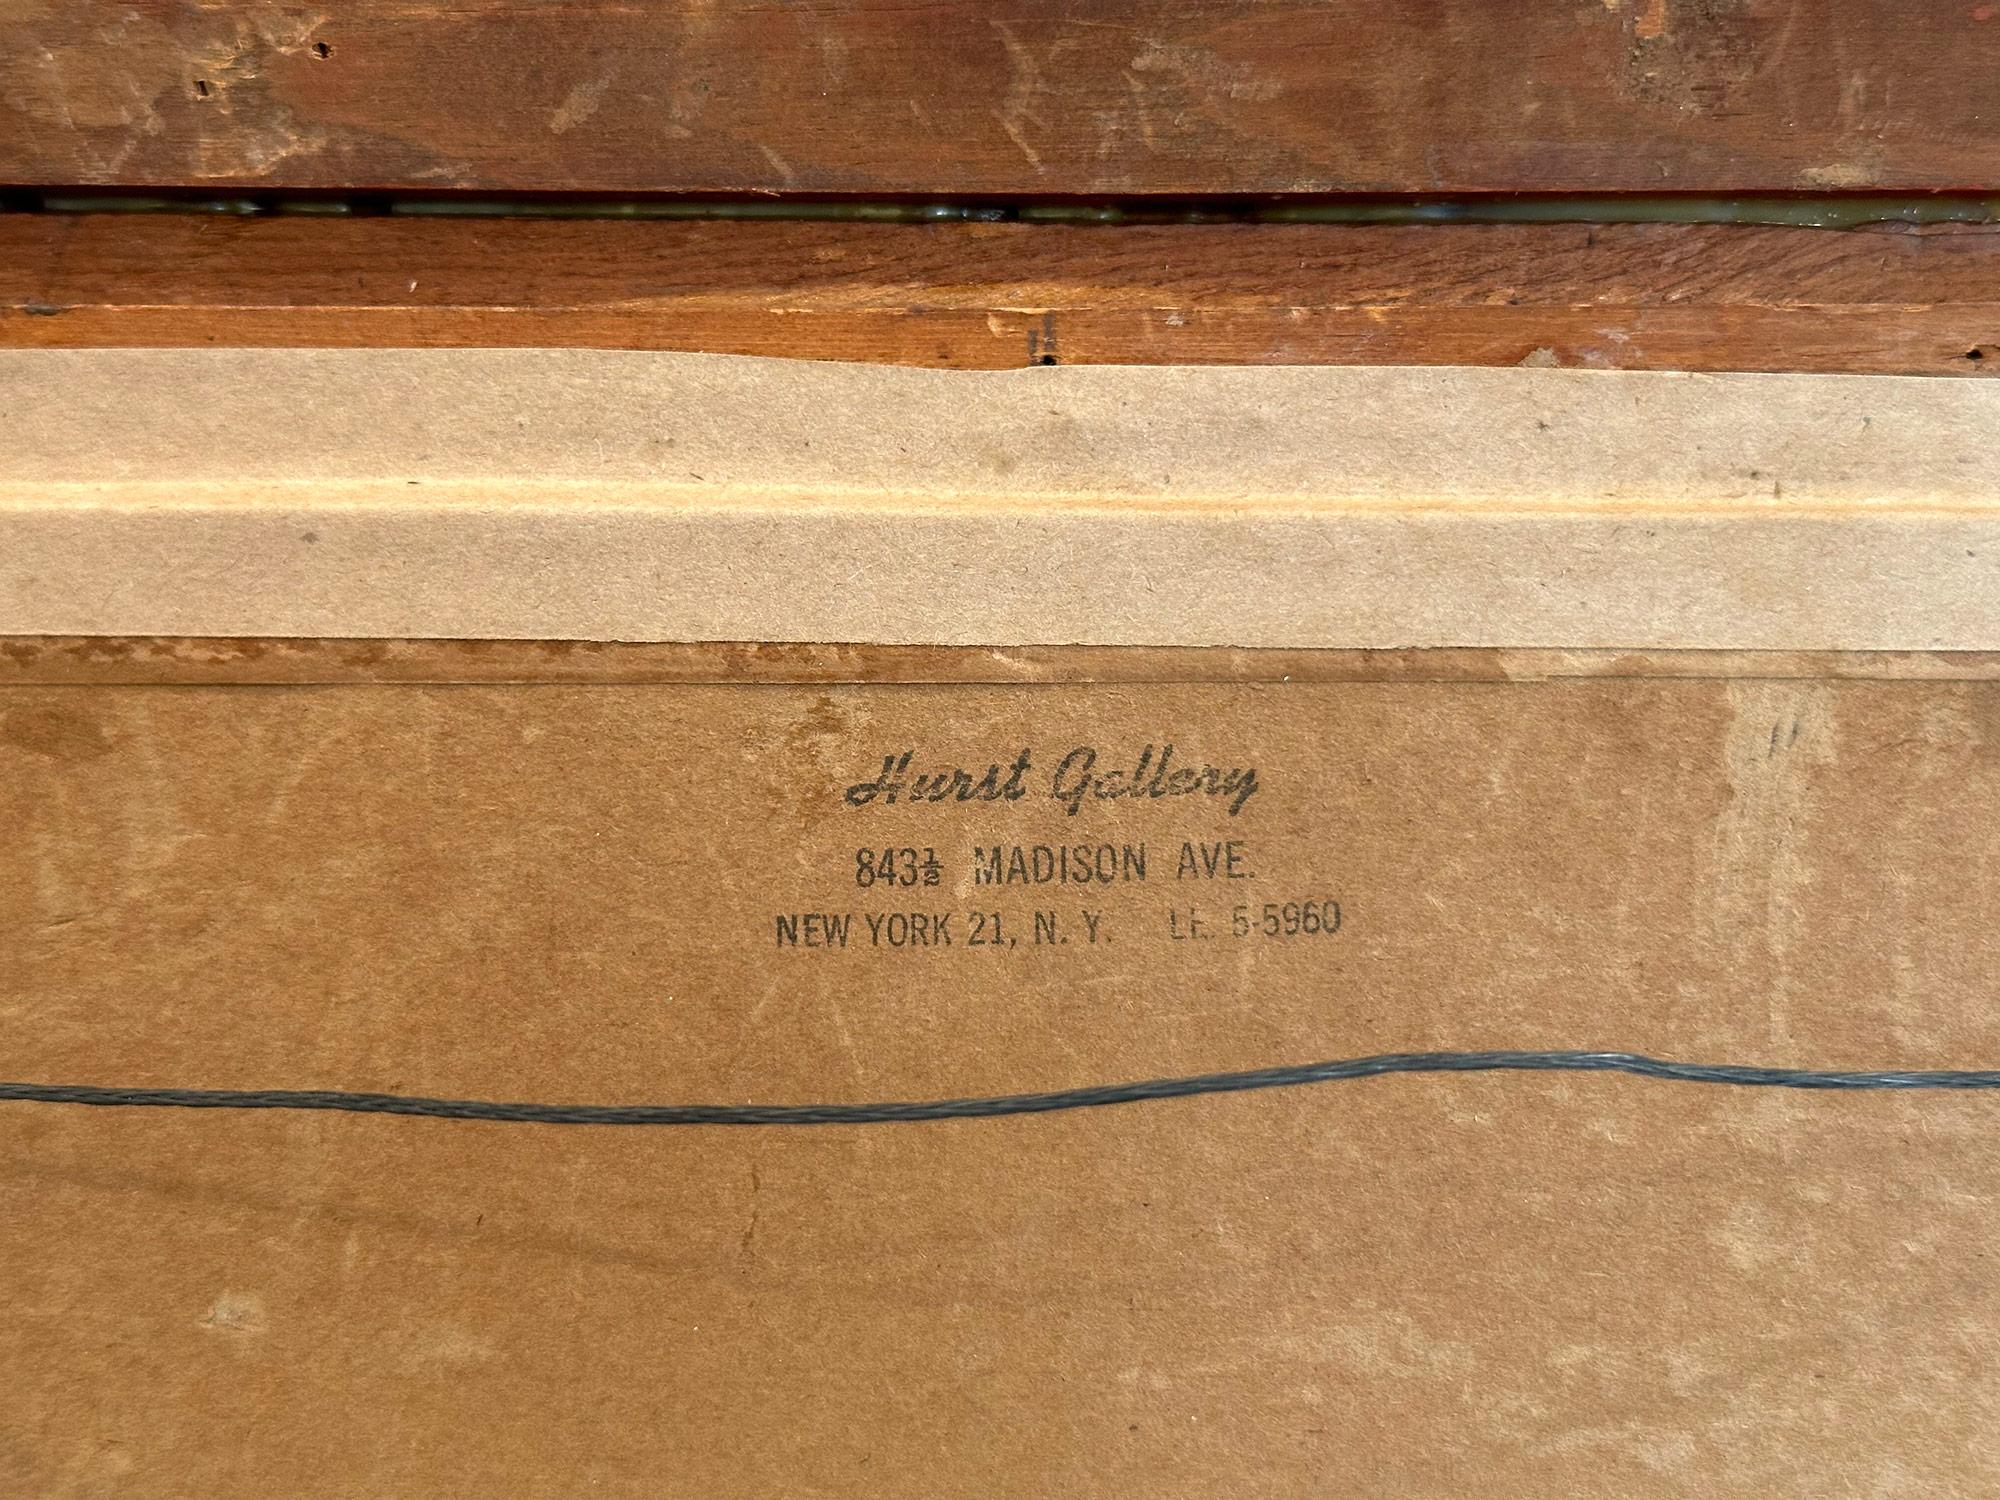 Hurst Gallery
843½ MADISON AVE.
NEW YORK 21, N. Y. LE. 5-5960